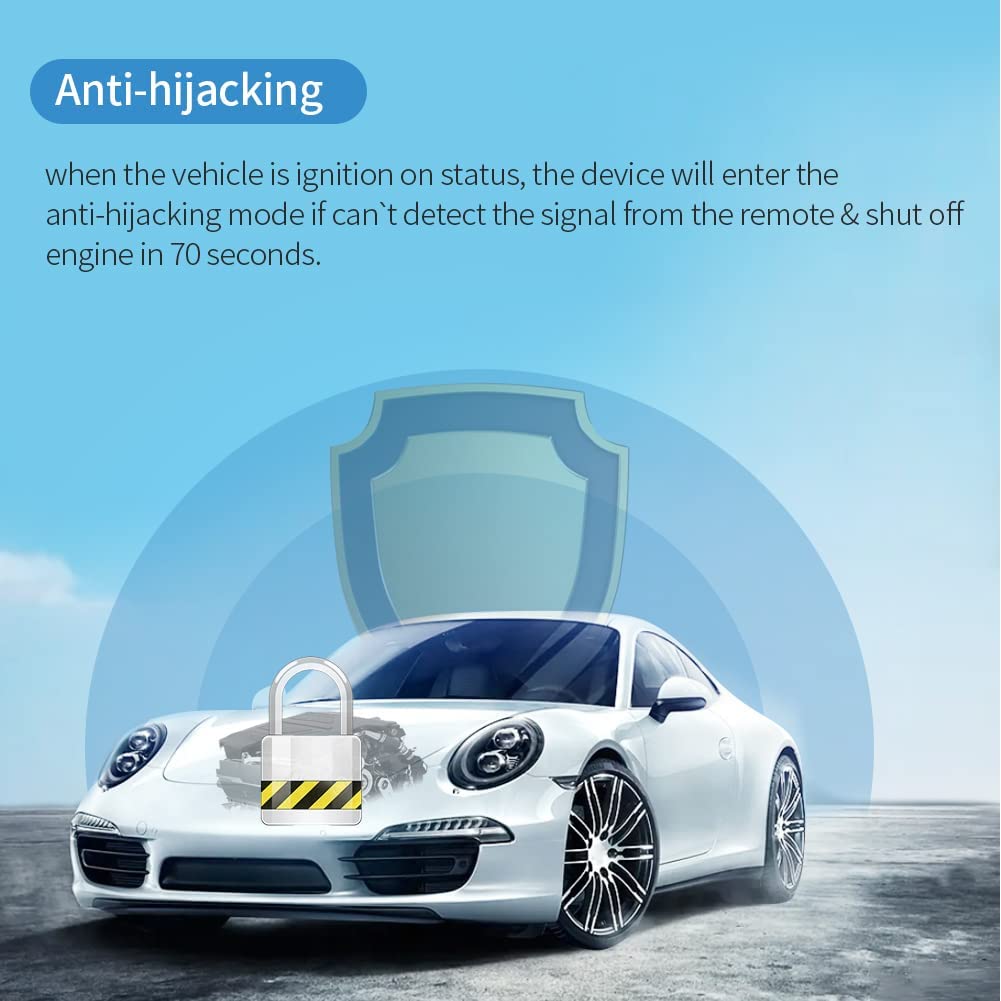 Anti-hijacking
when the vehicle is ignition on status, the device will enter the
anti-hijacking mode if can`t detect the signal from the remote & shut off
engine in 70 seconds.